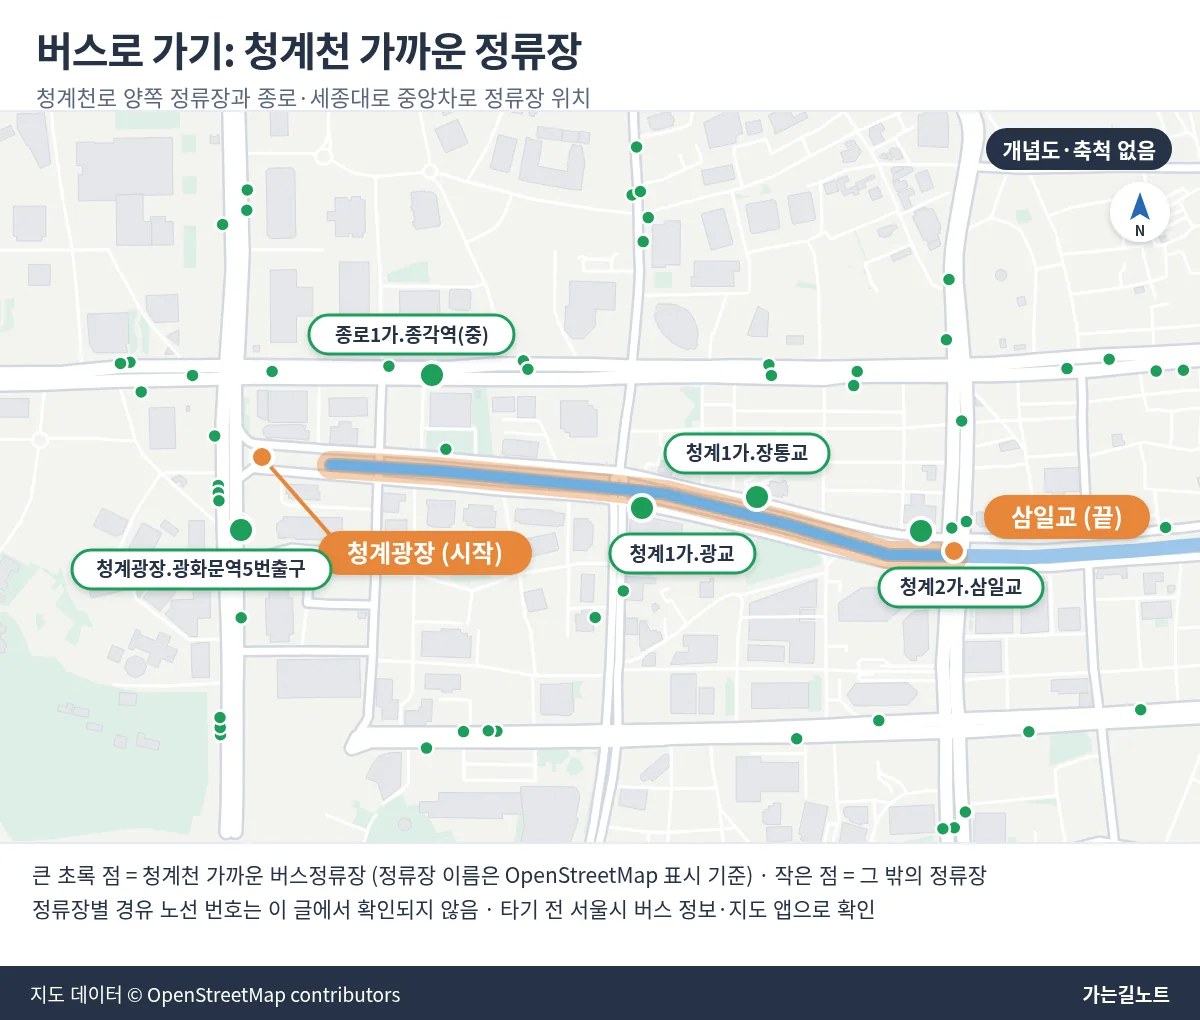 버스로 가기: 청계천 가까운 정류장
청계천로 양쪽 정류장과 종로·세종대로 중앙차로 정류장 위치
개념도·축척 없음
N
종로1가.종각역(중)
청계1가.장통교
삼일교 (끝)
청계광장 (시작)
청계1가.광교
청계광장.광화문역5번출구
청계2가.삼일교
큰 초록 점 = 청계천 가까운 버스정류장 (정류장 이름은 OpenStreetMap 표시 기준) · 작은 점 = 그 밖의 정류장
정류장별 경유 노선 번호는 이 글에서 확인되지 않음 · 타기 전 서울시 버스 정보·지도 앱으로 확인
지도 데이터 © OpenStreetMap contributors
가는길노트